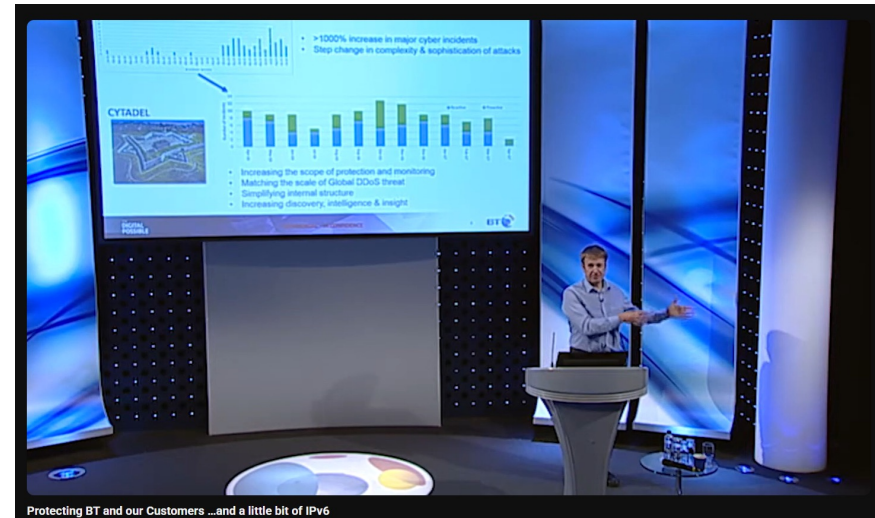 >1000% increase in major cyber incidents
Step change in complexity & sophistication of attacks
CYTADEL
Increasing the scope of protection and monitoring
Matching the scale of Global DDoS threat
Simplifying internal structure
Increasing discovery, intelligence & insight
DIGITAL
POSSIBLE
CONFERENCE
BT
Protecting BT and our Customers ...and a little bit of IPv6